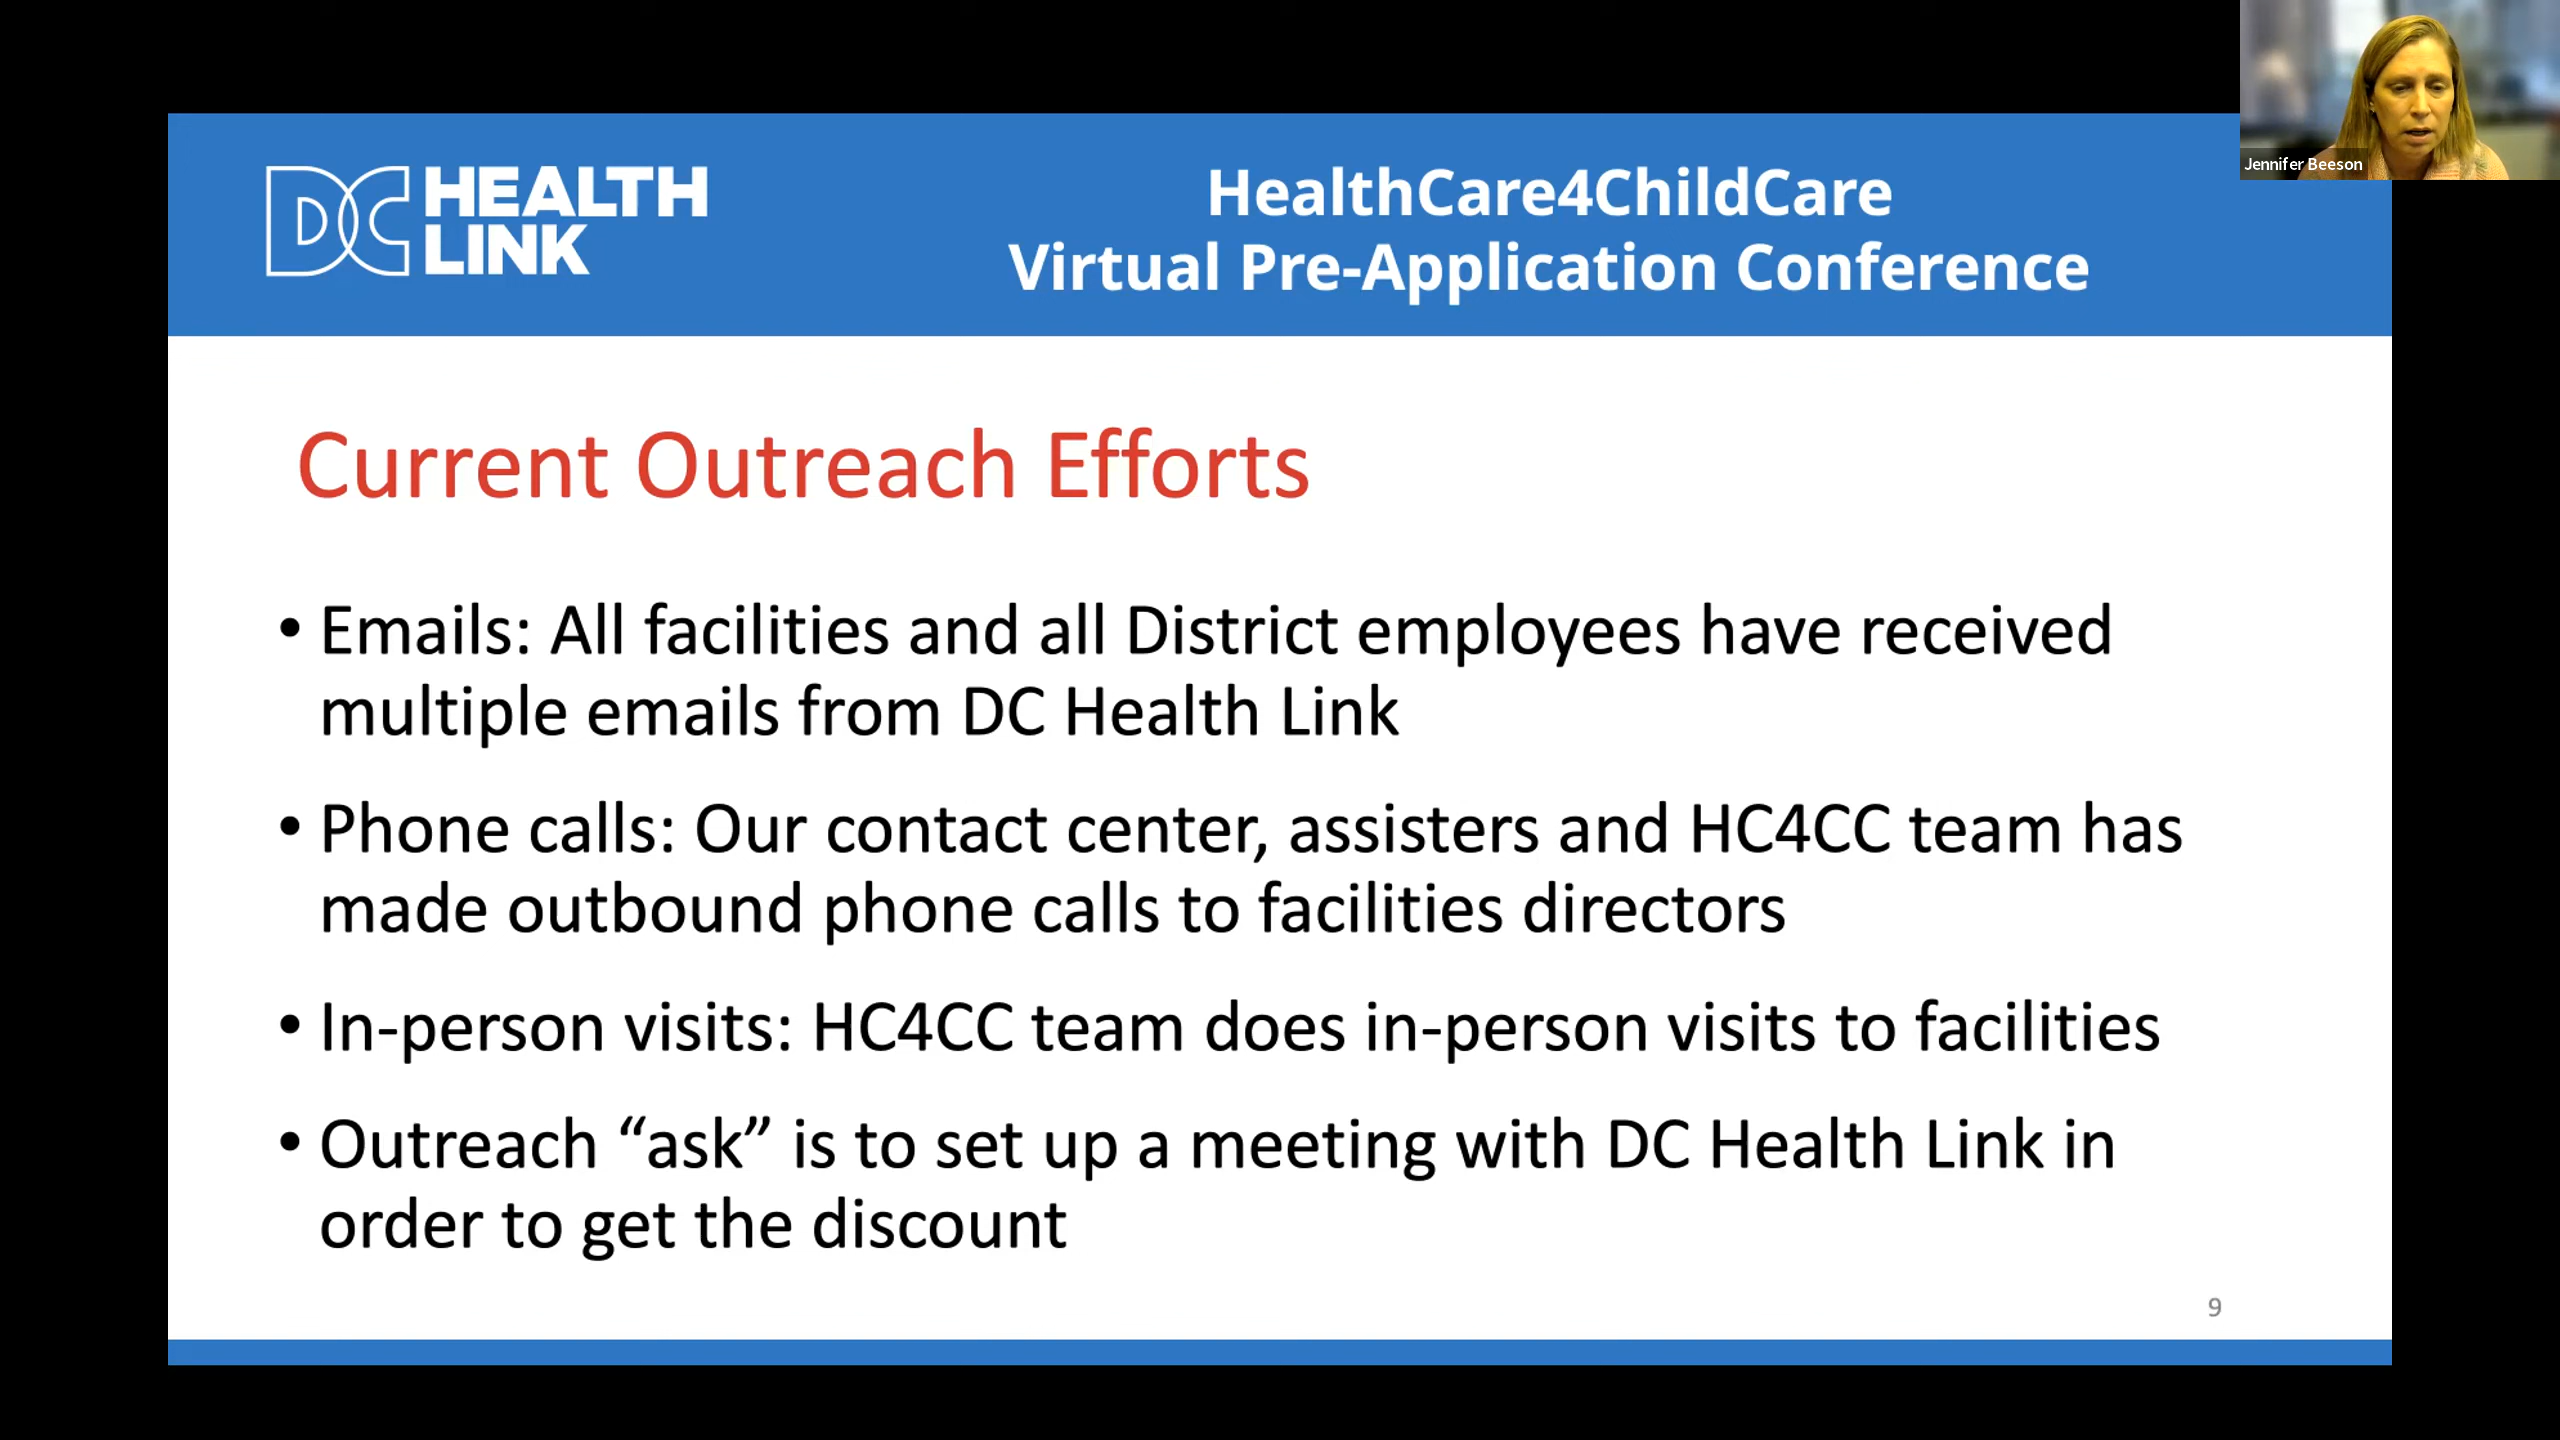 Jennifer Beeson
DC HEALTH
LINK
HealthCare4ChildCare
Virtual Pre-Application Conference
Current Outreach Efforts
• Emails: All facilities and all District employees have received
multiple emails from DC Health Link
• Phone calls: Our contact center, assisters and HC4CC team has
made outbound phone calls to facilities directors
• In-person visits: HC4CC team does in-person visits to facilities
• Outreach “ask” is to set up a meeting with DC Health Link in
order to get the discount
9